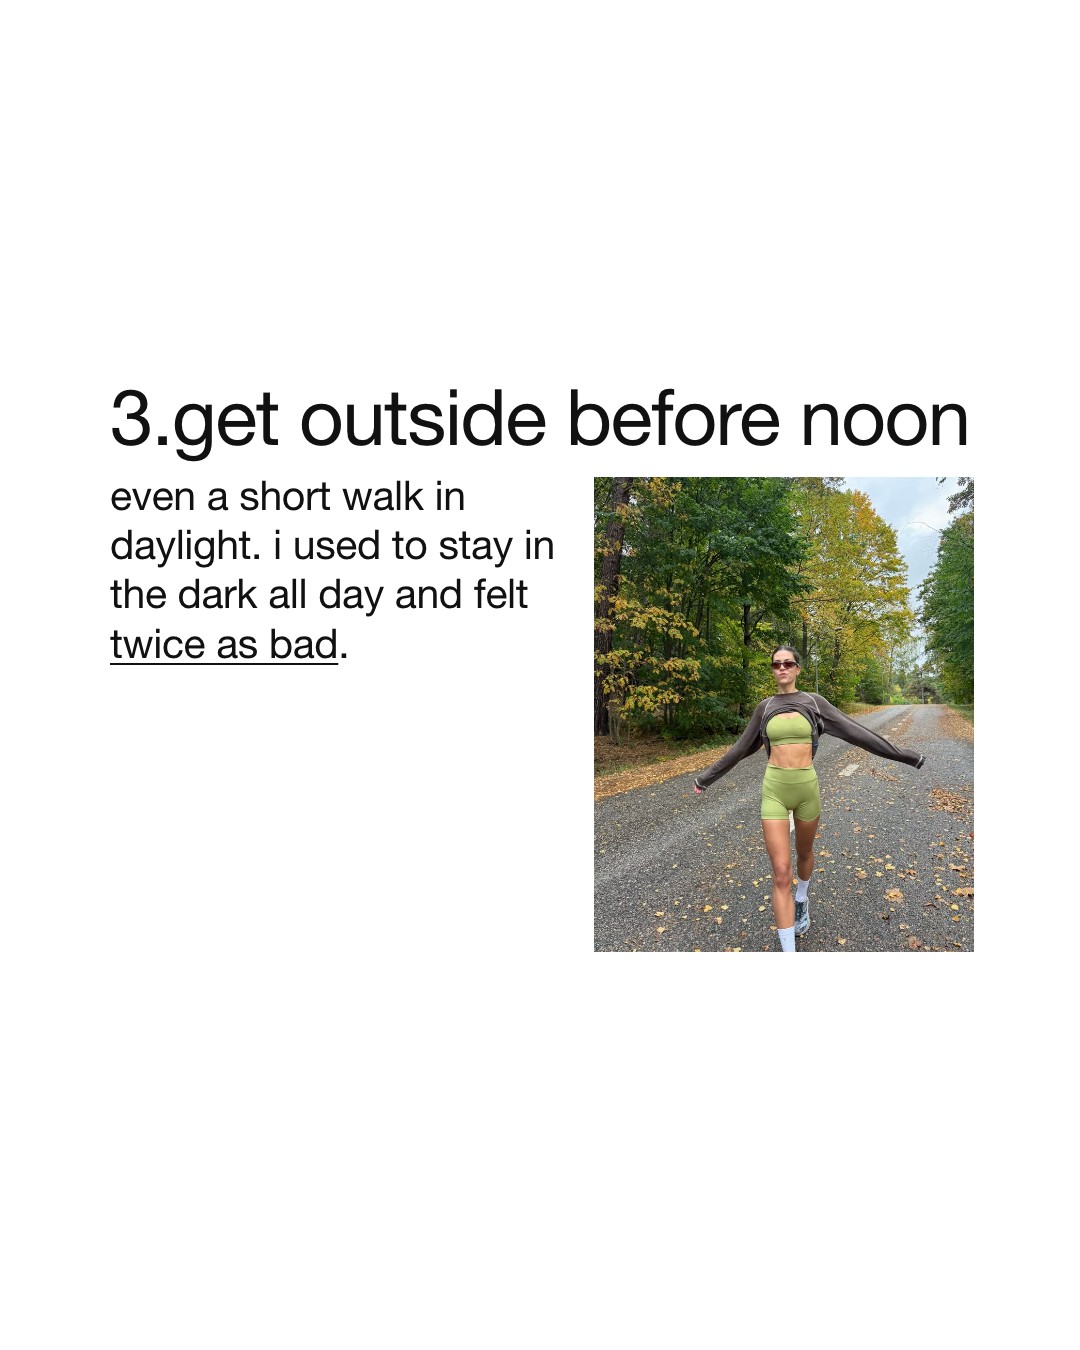 3.get outside before noon
even a short walk in
daylight. i used to stay in
the dark all day and felt
twice as bad.